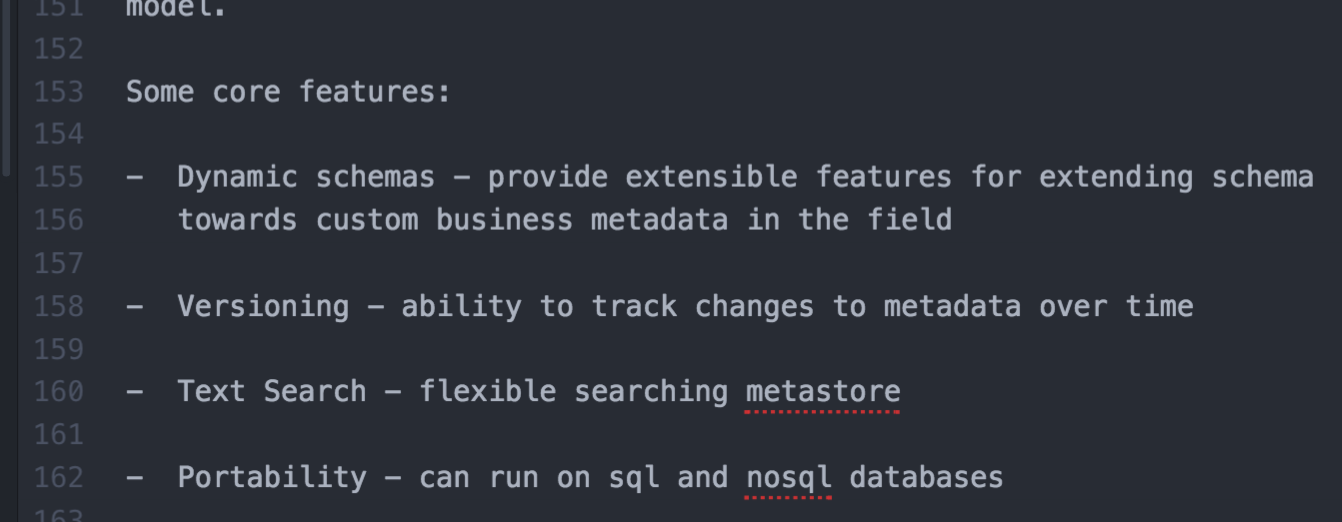 151 model.
152
153 Some core features:
154
155 – Dynamic schemas – provide extensible features for extending schema
156 towards custom business metadata in the field
157
158 – Versioning – ability to track changes to metadata over time
159
160 – Text Search – flexible searching metastore
161
162 – Portability – can run on sql and nosql databases
163